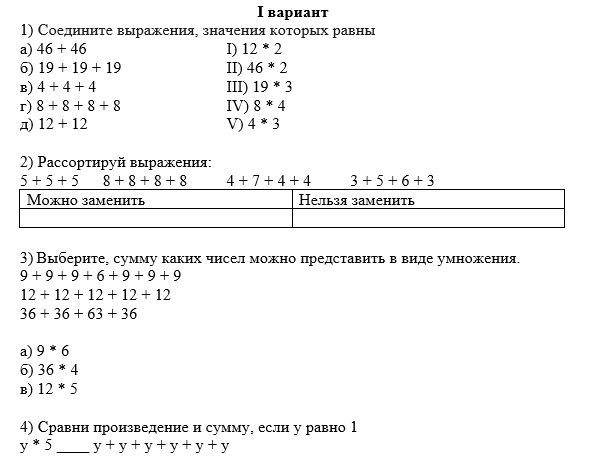 I вариант
1) Соедините выражения, значения которых равны
а) 46 + 46 I) 12 * 2
б) 19 + 19 + 19 II) 46 * 2
в) 4 + 4 + 4 III) 19 * 3
г) 8 + 8 + 8 + 8 IV) 8 * 4
д) 12 + 12 V) 4 * 3
2) Рассортируй выражения:
5 + 5 + 5 8 + 8 + 8 + 8 4 + 7 + 4 + 4 3 + 5 + 6 + 3
Можно заменить Нельзя заменить
3) Выберите, сумму каких чисел можно представить в виде умножения.
9 + 9 + 9 + 6 + 9 + 9 + 9
12 + 12 + 12 + 12 + 12
36 + 36 + 63 + 36
а) 9 * 6
б) 36 * 4
в) 12 * 5
4) Сравни произведение и сумму, если у равно 1
у * 5 ____ у + у + у + у + у + у